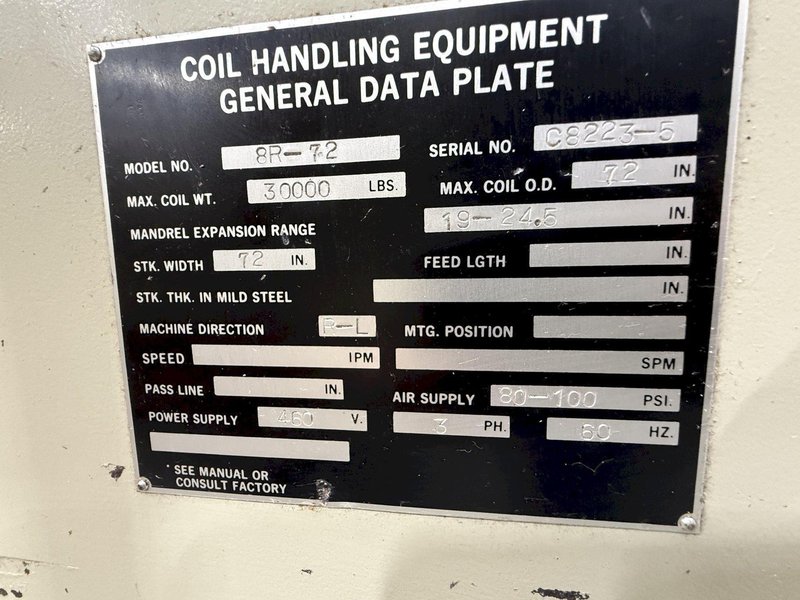 COIL HANDLING EQUIPMENT
GENERAL DATA PLATE
MODEL NO. 8R-72 SERIAL NO. C8223-5
MAX. COIL WT. 30000 LBS. MAX. COIL O.D. 72 IN.
MANDREL EXPANSION RANGE 19-24.5 IN.
STK. WIDTH 72 IN. FEED LGTH IN.
STK. THK. IN MILD STEEL IN.
MACHINE DIRECTION R-L MTG. POSITION
SPEED IPM SPM
PASS LINE IN. AIR SUPPLY 80-100 PSI.
POWER SUPPLY 460 V. 3 PH. 60 HZ.
* SEE MANUAL OR
CONSULT FACTORY